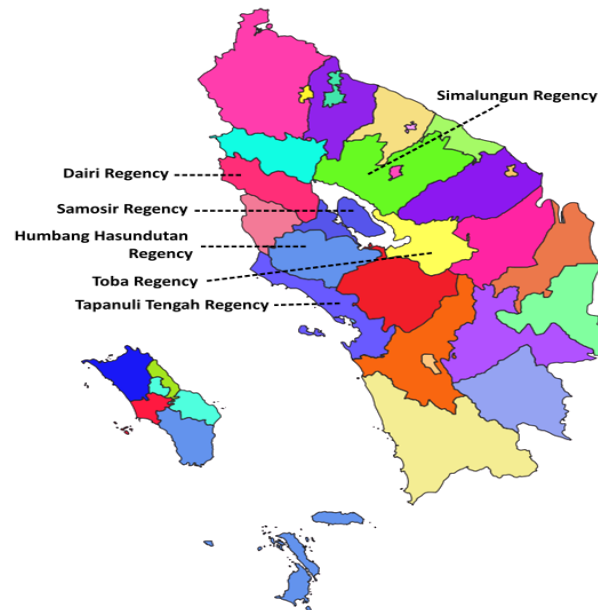 Simalungun Regency
Dairi Regency
Samosir Regency
Humbang Hasundutan
Regency
Toba Regency
Tapanuli Tengah Regency